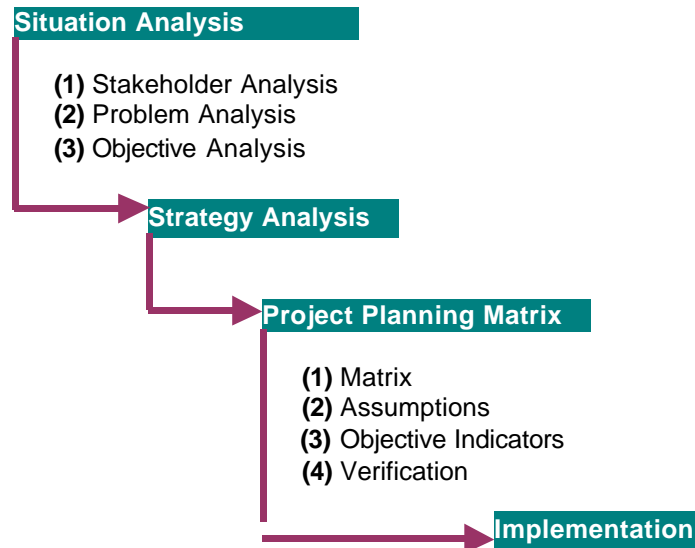 Situation Analysis
(1) Stakeholder Analysis
(2) Problem Analysis
(3) Objective Analysis
Strategy Analysis
Project Planning Matrix
(1) Matrix
(2) Assumptions
(3) Objective Indicators
(4) Verification
Implementation